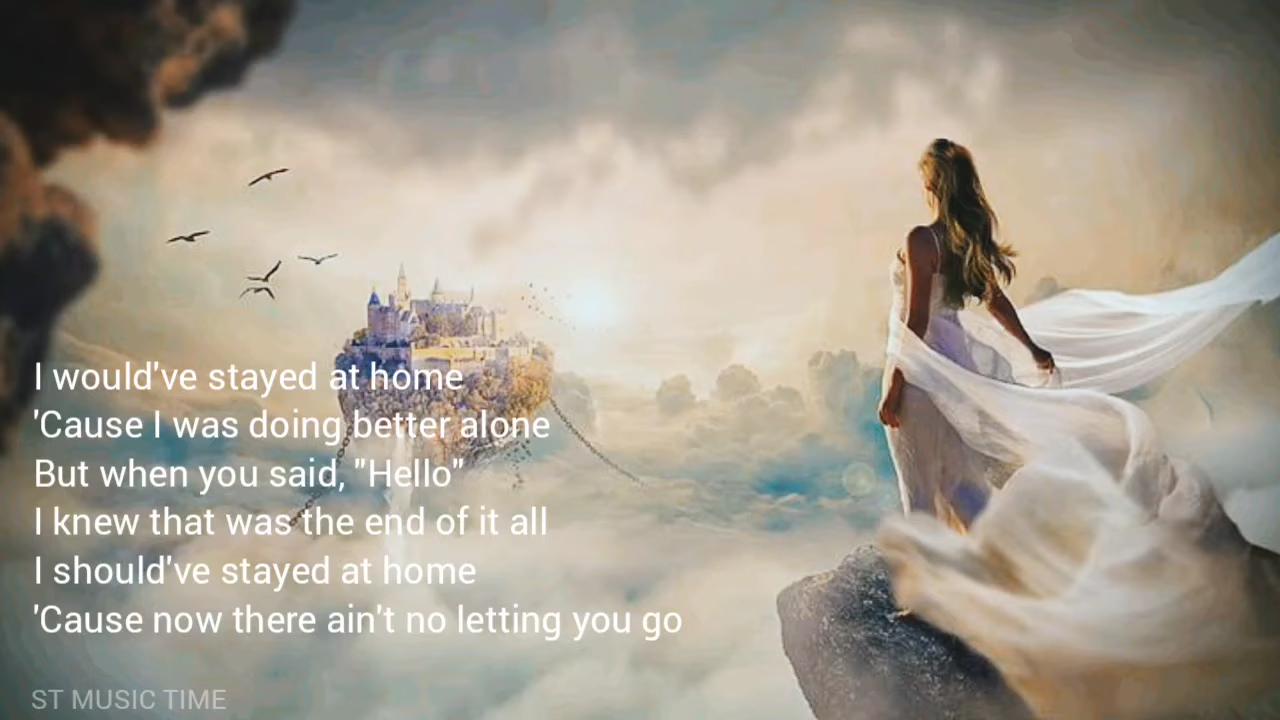 I would've stayed at home
'Cause I was doing better alone
But when you said, "Hello"
I knew that was the end of it all
I should've stayed at home
'Cause now there ain't no letting you go
ST MUSIC TIME